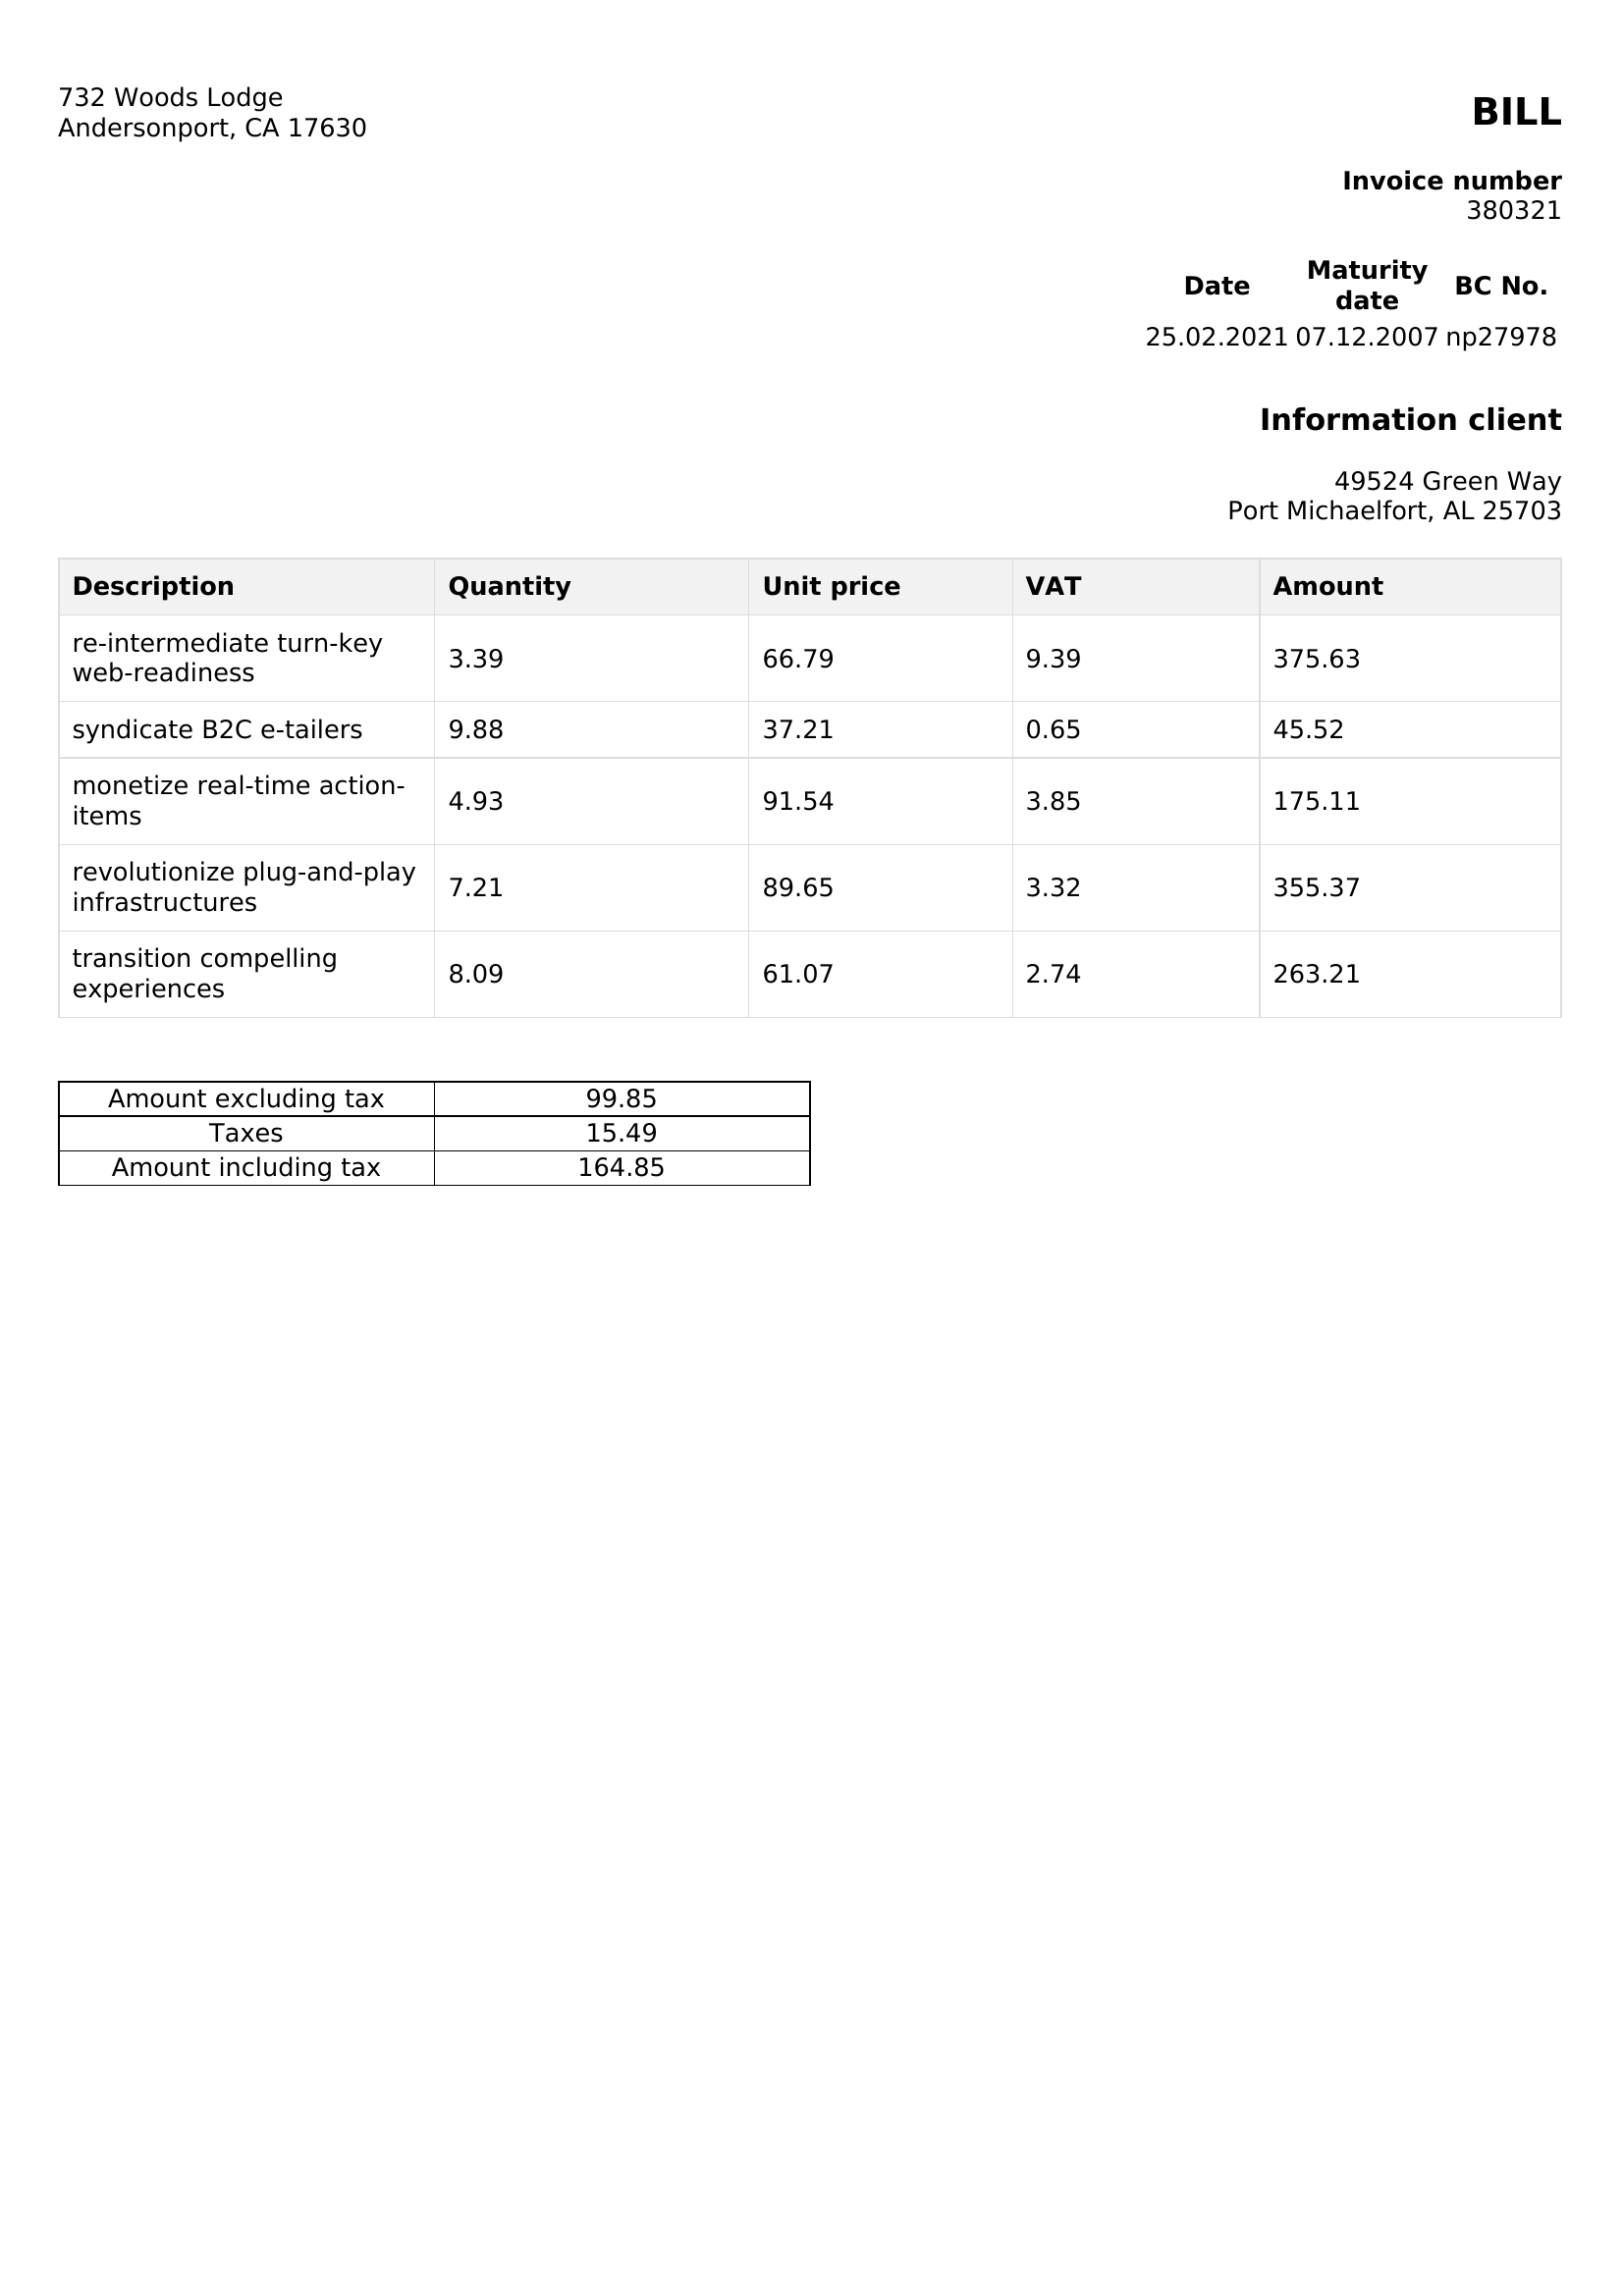 732 Woods Lodge
Andersonport, CA 17630
BILL
Invoice number
380321
Date Maturity date BC No.
25.02.2021 07.12.2007 np27978
Information client
49524 Green Way
Port Michaelfort, AL 25703
Description Quantity Unit price VAT Amount
re-intermediate turn-key
web-readiness 3.39 66.79 9.39 375.63
syndicate B2C e-tailers 9.88 37.21 0.65 45.52
monetize real-time action-
items 4.93 91.54 3.85 175.11
revolutionize plug-and-play
infrastructures 7.21 89.65 3.32 355.37
transition compelling
experiences 8.09 61.07 2.74 263.21
Amount excluding tax 99.85
Taxes 15.49
Amount including tax 164.85